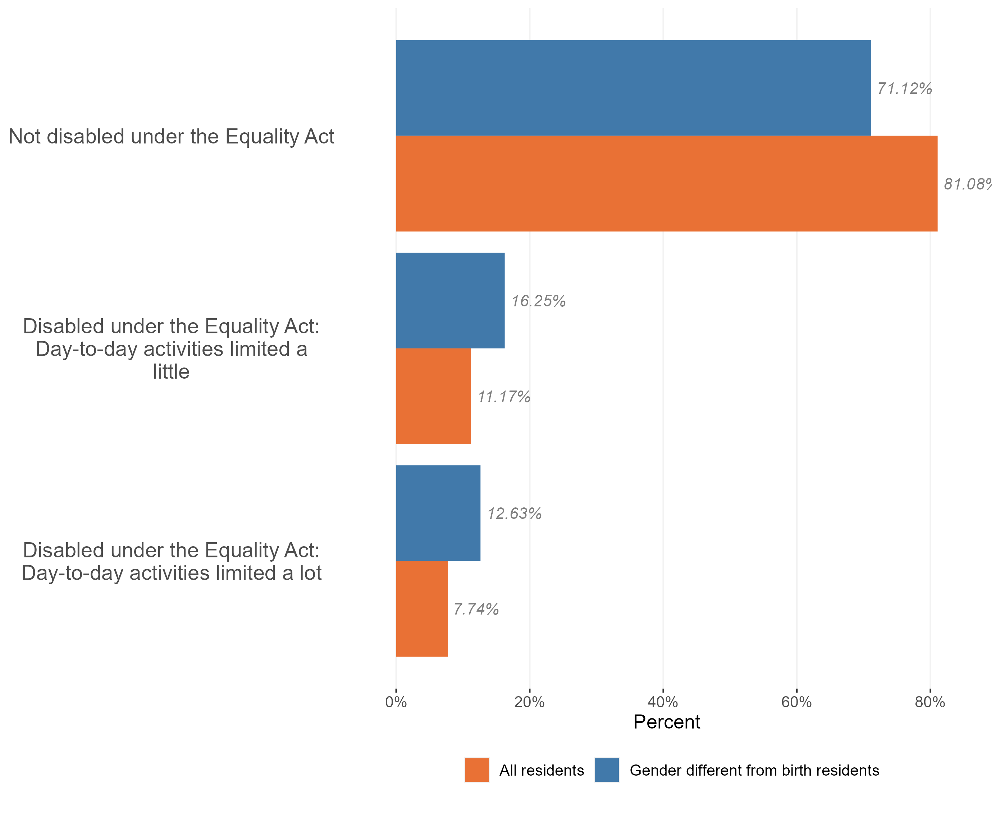 71.12%
Not disabled under the Equality Act
81.08%
16.25%
Disabled under the Equality Act:
Day-to-day activities limited a
little
11.17%
12.63%
Disabled under the Equality Act:
Day-to-day activities limited a lot
7.74%
0% 20% 40% 60% 80%
Percent
All residents Gender different from birth residents